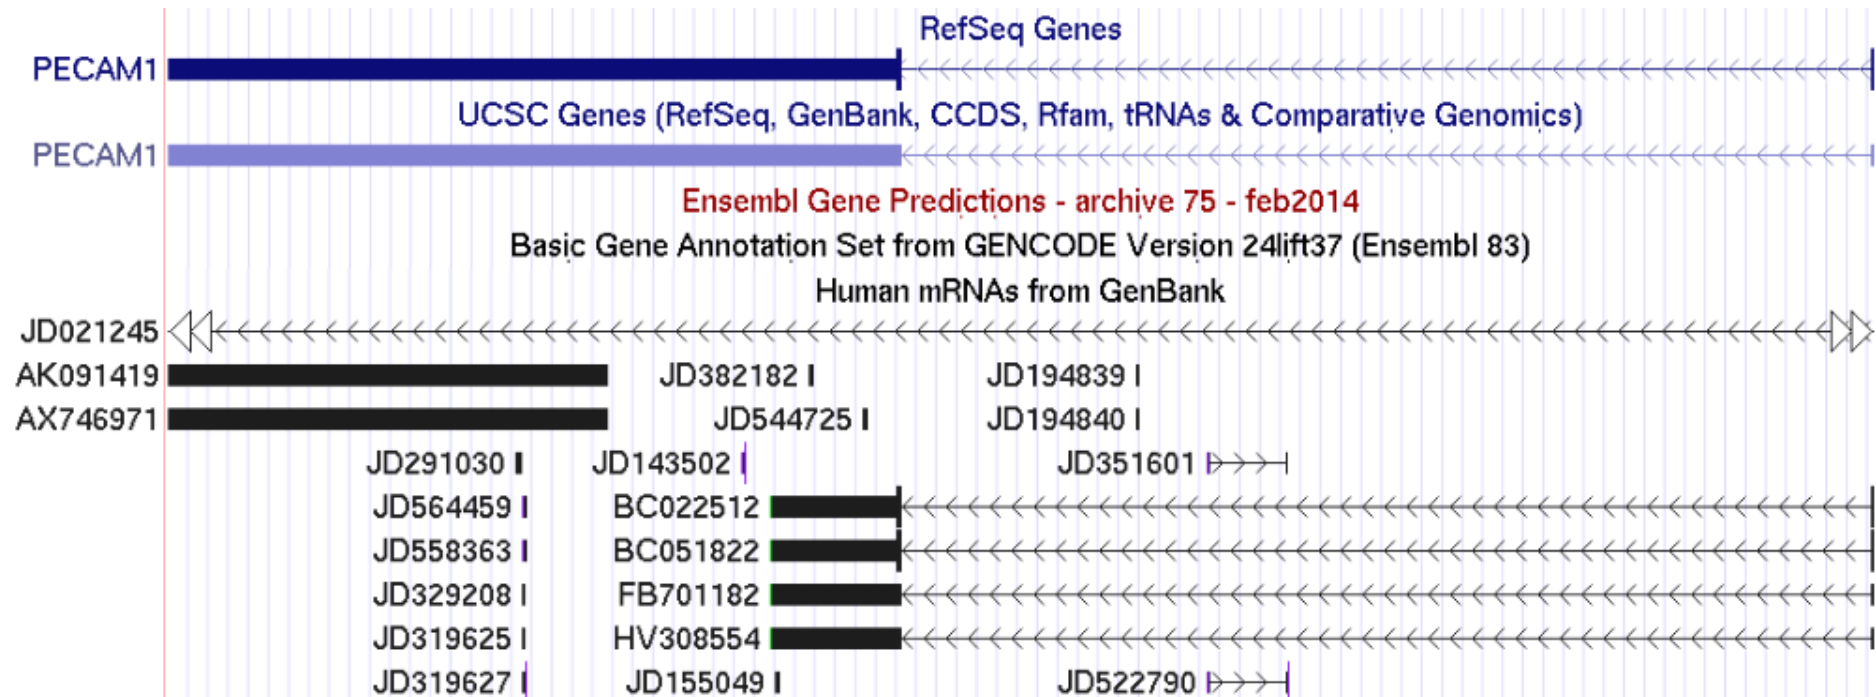 RefSeq Genes
PECAM1
UCSC Genes (RefSeq, GenBank, CCDS, Rfam, tRNAs & Comparative Genomics)
PECAM1
Ensembl Gene Predictions - archive 75 - feb2014
Basic Gene Annotation Set from GENCODE Version 24lift37 (Ensembl 83)
Human mRNAs from GenBank
JD021245
AK091419 JD382182 JD194839
AX746971 JD544725 JD194840
JD291030 JD143502 JD351601
JD564459 BC022512
JD558363 BC051822
JD329208 FB701182
JD319625 HV308554
JD319627 JD155049 JD522790